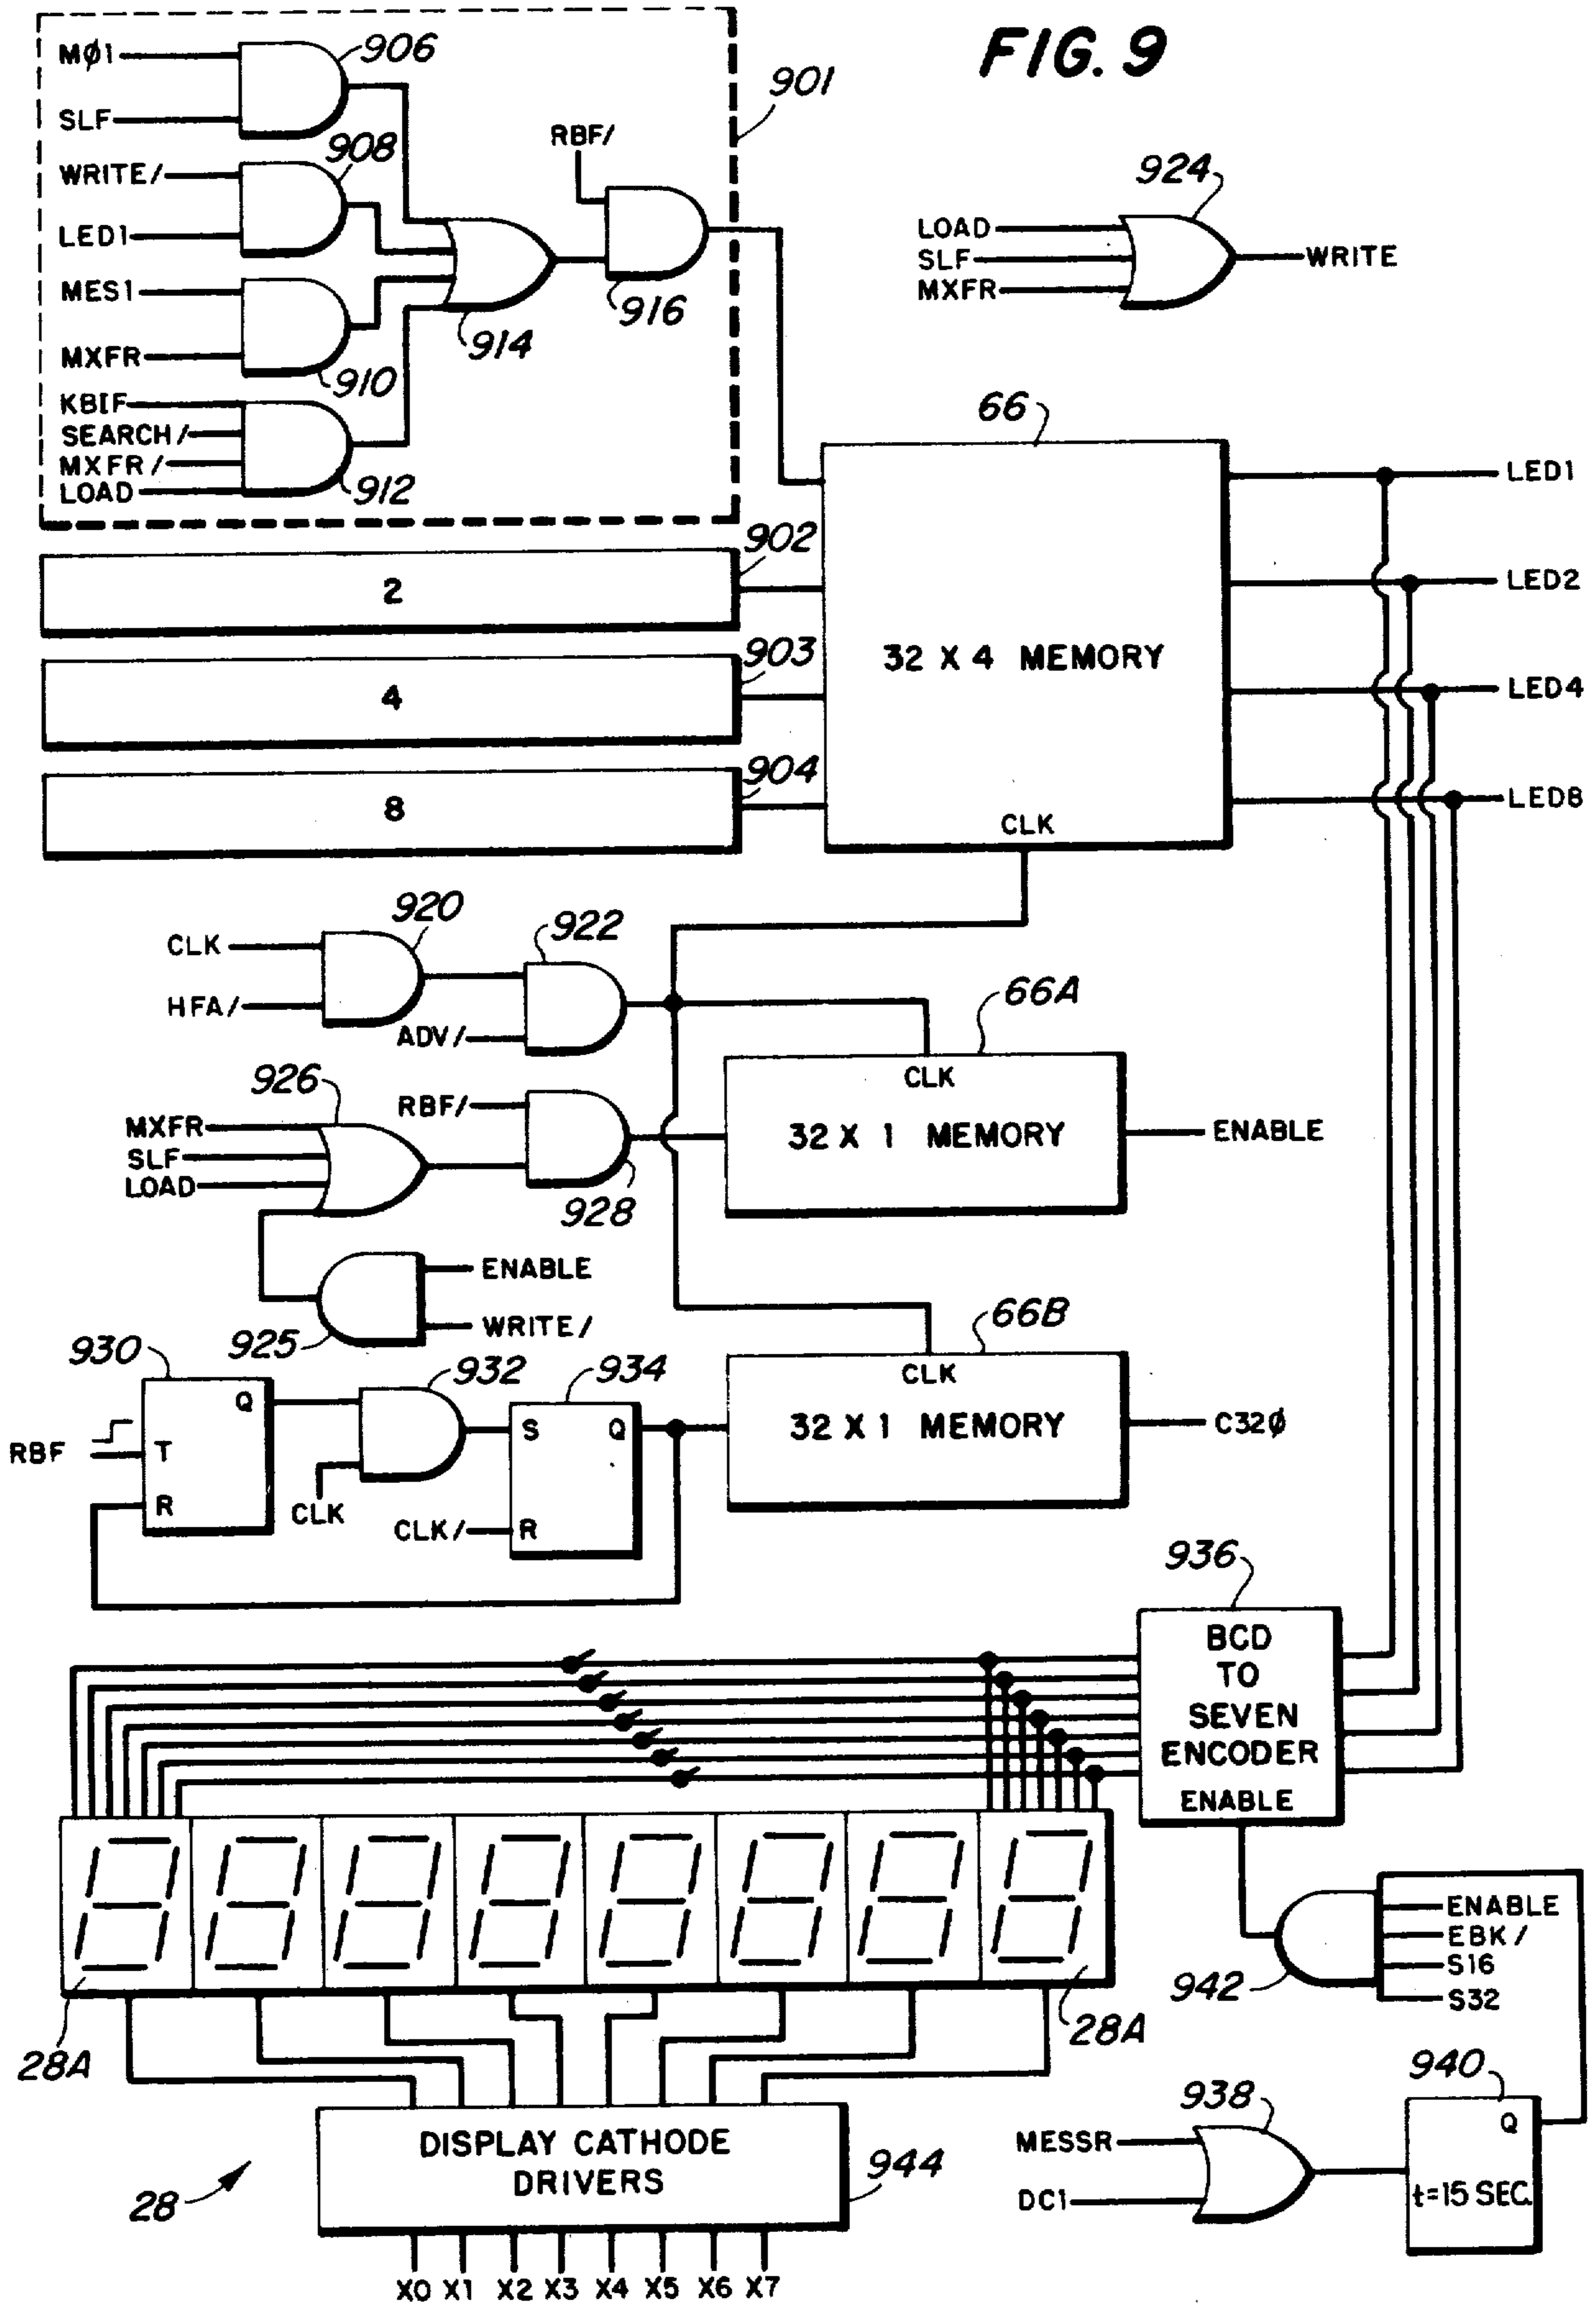 FIG. 9
MØ1
906
SLF
901
WRITE/
908
RBF/
LED1
924
LOAD
SLF
WRITE
MXFR
MES1
916
914
MXFR
910
KBIF
SEARCH/
MXFR/
LOAD
912
66
LED1
902
2
LED2
903
32 X 4 MEMORY
4
LED4
904
8
LED8
CLK
920
922
CLK
HFA/
ADV/
66A
CLK
926
RBF/
MXFR
SLF
LOAD
32 X 1 MEMORY
ENABLE
928
ENABLE
WRITE/
925
66B
930
932
934
CLK
Q
S
Q
32 X 1 MEMORY
C32Ø
RBF
T
R
CLK
CLK/
R
936
BCD
TO
SEVEN
ENCODER
ENABLE
ENABLE
EBK/
S16
S32
942
28A
28A
940
938
Q
MESSR
DISPLAY CATHODE
DRIVERS
944
t=15 SEC.
28
DC1
X0 X1 X2 X3 X4 X5 X6 X7